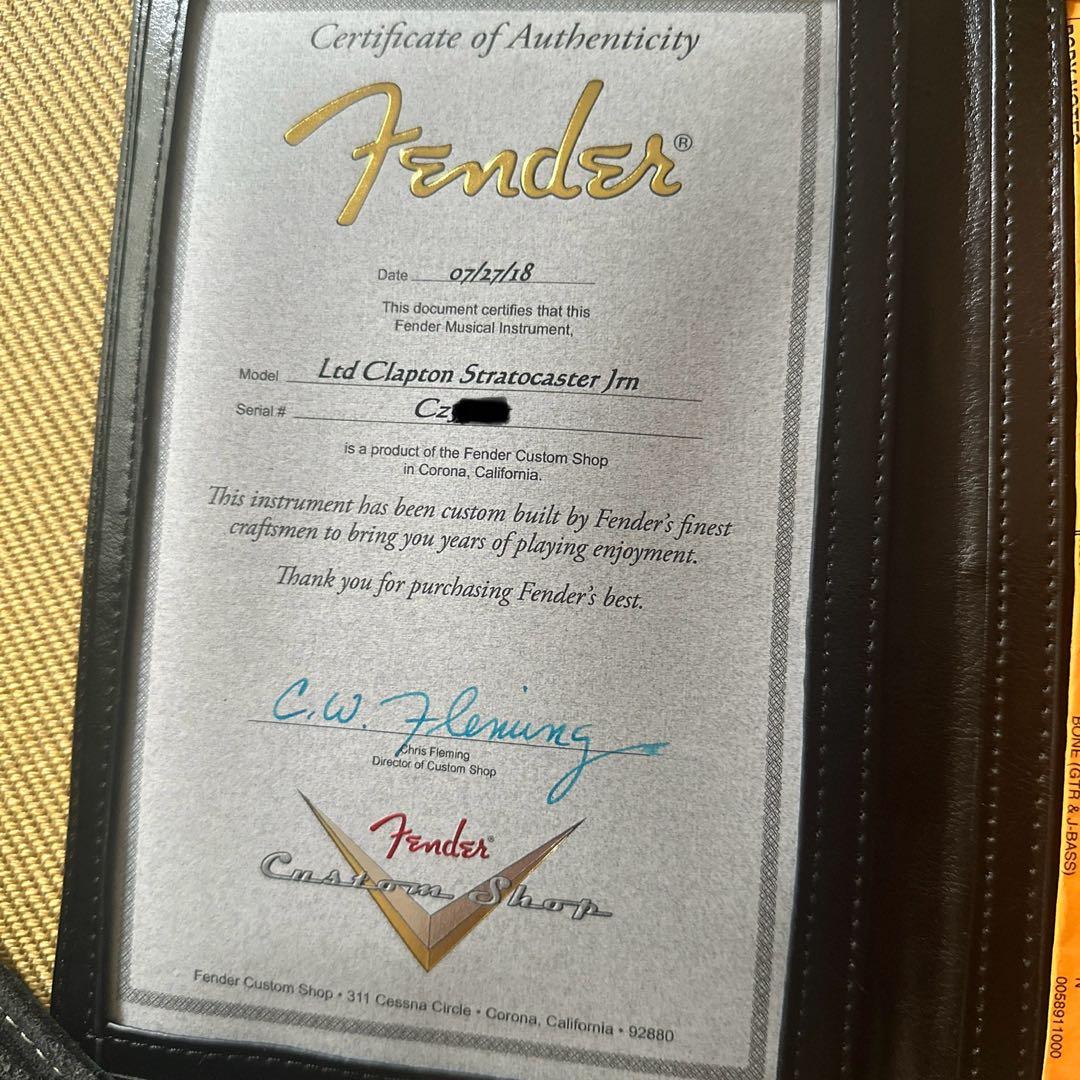 Certificate of Authenticity
Fender®
Date 07/27/18
This document certifies that this
Fender Musical Instrument,
Model Ltd Clapton Stratocaster Jrn
Serial # Cz
is a product of the Fender Custom Shop
in Corona, California.
This instrument has been custom built by Fender's finest
craftsmen to bring you years of playing enjoyment.
Thank you for purchasing Fender's best.
C.W. Fleming
Chris Fleming
Director of Custom Shop
Fender®
Custom Shop
Fender Custom Shop • 311 Cessna Circle • Corona, California • 92880
BODY NOTES
BONE (GTR & J-BASS)
N
0058911000